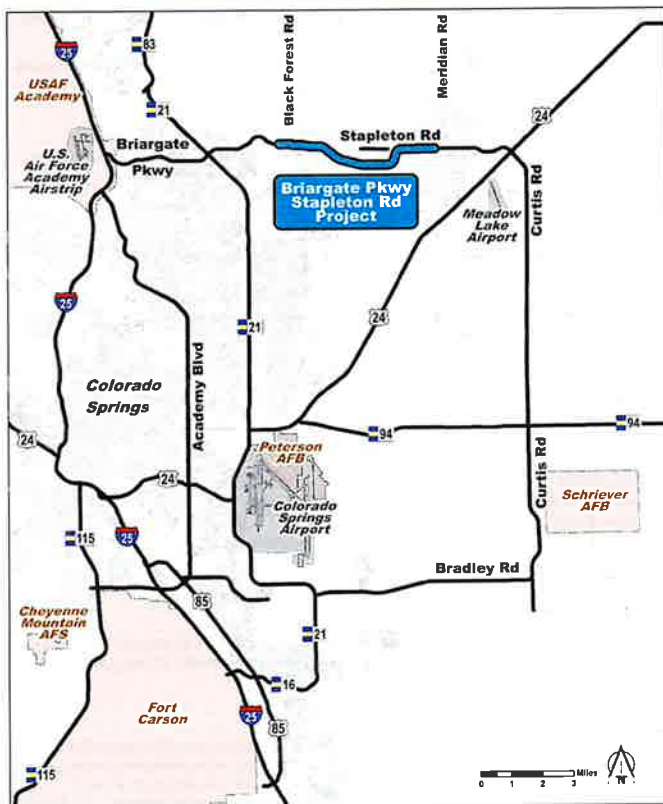 25
83
USAF
Academy
21
Black Forest Rd
Meridian Rd
24
Briargate
Pkwy
Stapleton Rd
U.S.
Air Force
Academy
Airstrip
Briargate Pkwy
Stapleton Rd
Project
Curtis Rd
Meadow
Lake
Airport
25
21
24
Academy Blvd
Colorado
Springs
24
94
94
Peterson
AFB
24
Curtis Rd
Schriever
AFB
Colorado
Springs
Airport
115
25
Bradley Rd
85
Cheyenne
Mountain
AFS
21
16
Fort
Carson
25
85
115
0 1 2 3
Miles
N